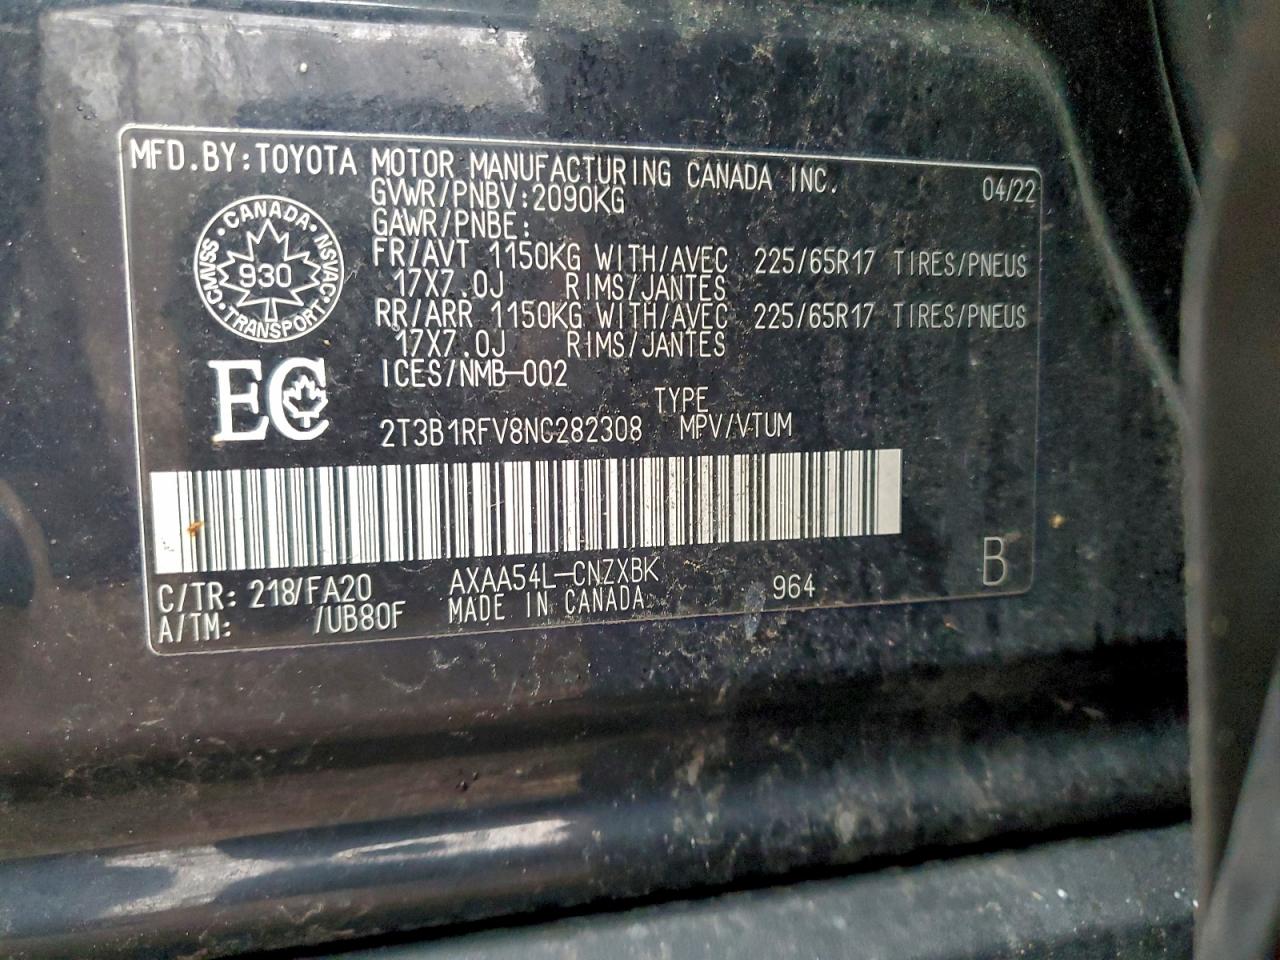 MFD.BY:TOYOTA MOTOR MANUFACTURING CANADA INC. 04/22
GVWR/PNBV:2090KG
GAWR/PNBE:
FR/AVT 1150KG WITH/AVEC 225/65R17 TIRES/PNEUS
17X7.0J RIMS/JANTES
RR/ARR 1150KG WITH/AVEC 225/65R17 TIRES/PNEUS
17X7.0J RIMS/JANTES
ICES/NMB-002
CANADA
CMVSS 930 NSVAC
TRANSPORT
EC
TYPE
2T3B1RFV8NC282308 MPV/VTUM
C/TR: 218/FA20 AXAA54L-CNZXBK 964 B
A/TM: /UB80F MADE IN CANADA